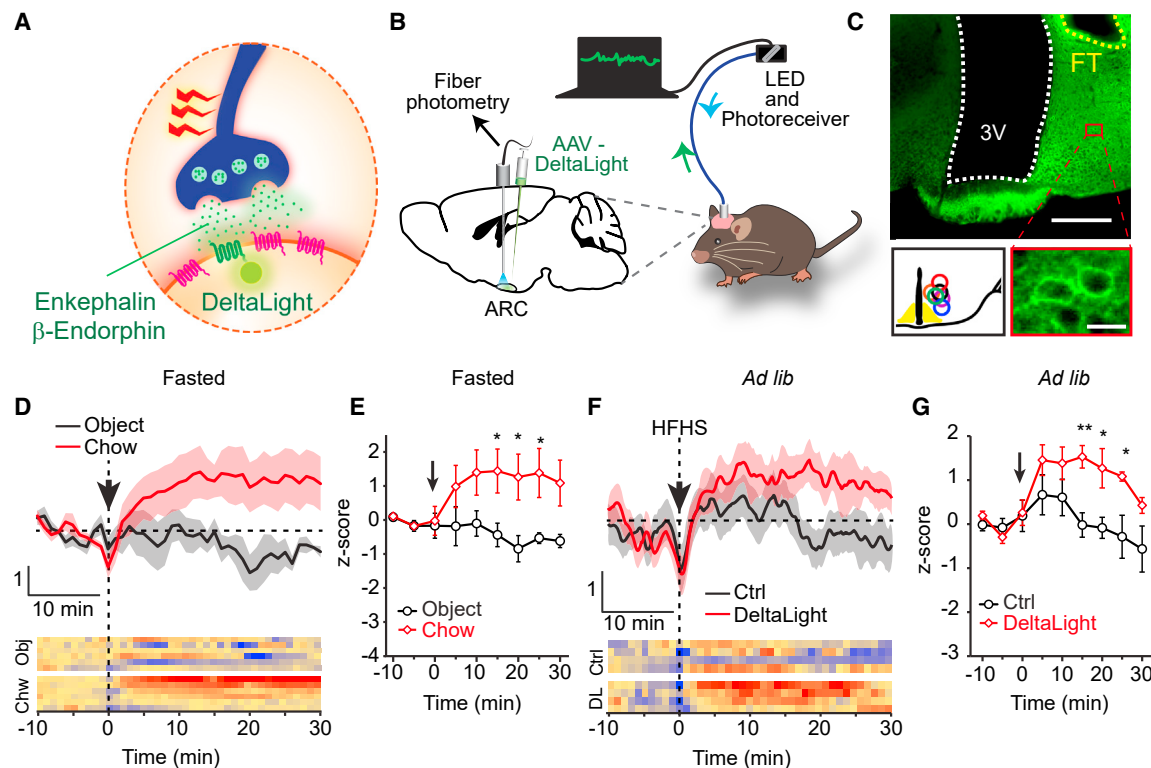 A
Enkephalin
β-Endorphin
DeltaLight
B
Fiber
photometry
AAV -
DeltaLight
ARC
LED
and
Photoreceiver
C
FT
3V
Fasted
D
Object
Chow
1
10 min
Obj
Chw
-10 0 10 20 30
Time (min)
Fasted
E
* * *
z-score
2
1
0
-1
-2
-3
-4
Object
Chow
-10 0 10 20 30
Time (min)
Ad lib
F
HFHS
1
10 min
Ctrl
DeltaLight
Ctrl
DL
-10 0 10 20 30
Time (min)
Ad lib
G
** * *
z-score
2
1
0
-1
-2
-3
Ctrl
DeltaLight
-10 0 10 20 30
Time (min)